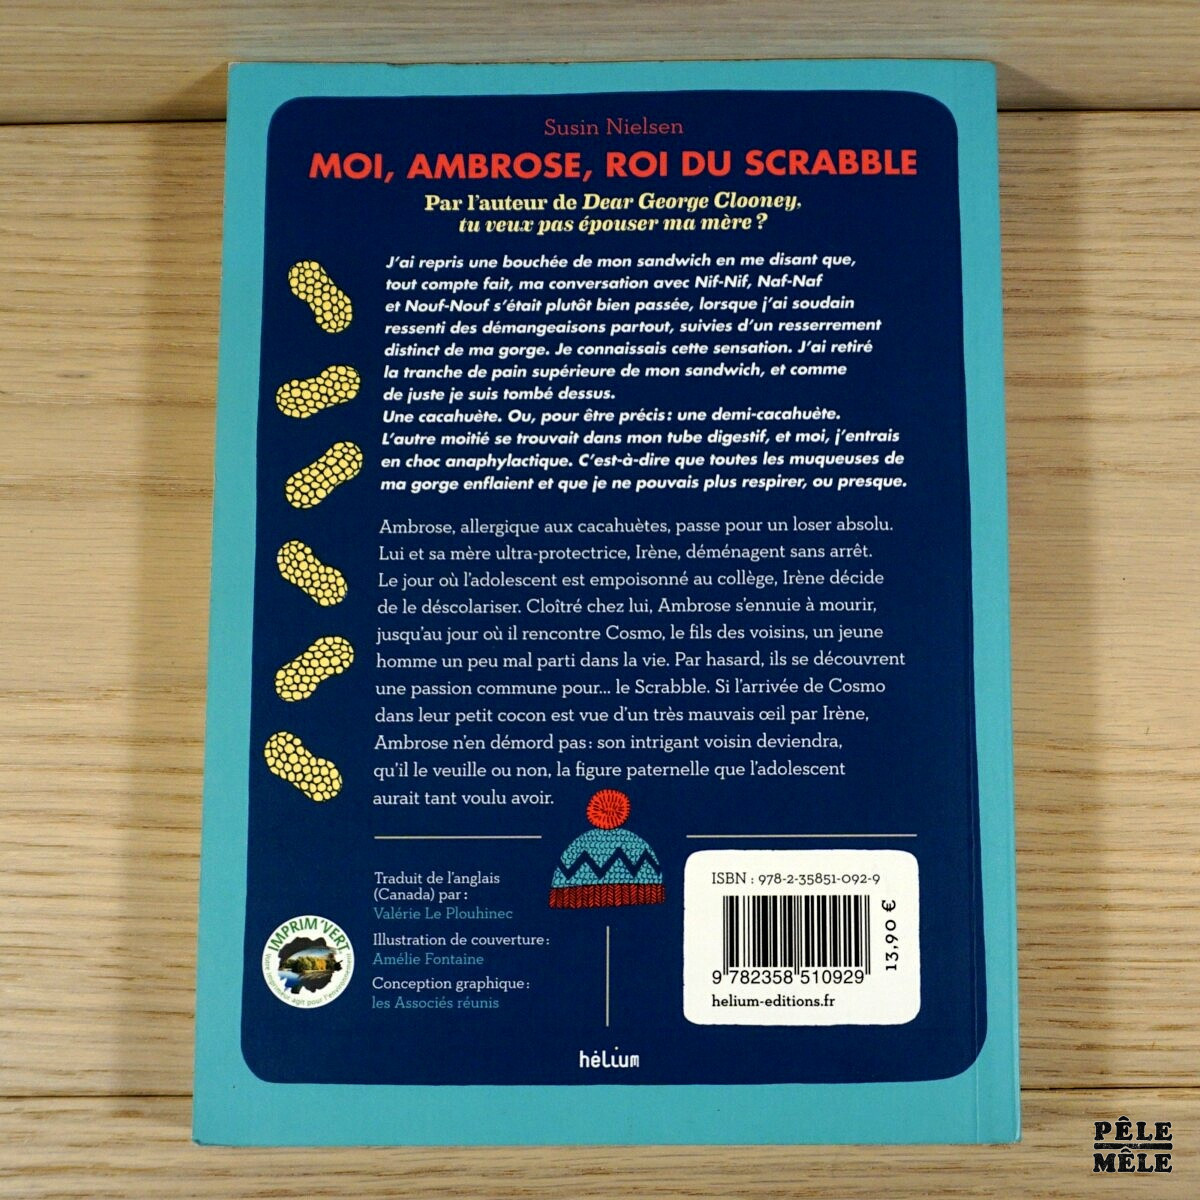 Susin Nielsen
MOI, AMBROSE, ROI DU SCRABBLE
Par l'auteur de Dear George Clooney,
tu veux pas épouser ma mère ?
J'ai repris une bouchée de mon sandwich en me disant que,
tout compte fait, ma conversation avec Nif-Nif, Naf-Naf
et Nouf-Nouf s'était plutôt bien passée, lorsque j'ai soudain
ressenti des démangeaisons partout, suivies d'un resserrement
distinct de ma gorge. Je connaissais cette sensation. J'ai retiré
la tranche de pain supérieure de mon sandwich, et comme
de juste je suis tombé dessus.
Une cacahuète. Ou, pour être précis : une demi-cacahuète.
L'autre moitié se trouvait dans mon tube digestif, et moi, j'entrais
en choc anaphylactique. C'est-à-dire que toutes les muqueuses de
ma gorge enflaient et que je ne pouvais plus respirer, ou presque.
Ambrose, allergique aux cacahuètes, passe pour un loser absolu.
Lui et sa mère ultra-protectrice, Irène, déménagent sans arrêt.
Le jour où l'adolescent est empoisonné au collège, Irène décide
de le déscolariser. Cloîtré chez lui, Ambrose s'ennuie à mourir,
jusqu'au jour où il rencontre Cosmo, le fils des voisins, un jeune
homme un peu mal parti dans la vie. Par hasard, ils se découvrent
une passion commune pour... le Scrabble. Si l'arrivée de Cosmo
dans leur petit cocon est vue d'un très mauvais œil par Irène,
Ambrose n'en démord pas : son intrigant voisin deviendra,
qu'il le veuille ou non, la figure paternelle que l'adolescent
aurait tant voulu avoir.
Traduit de l'anglais
(Canada) par :
Valérie Le Plouhinec
Illustration de couverture :
Amélie Fontaine
Conception graphique :
les Associés réunis
IMPRIM'VERT
Votre imprimeur agit pour l'environnement
ISBN : 978-2-35851-092-9
9 782358 510929
13,90 €
helium-editions.fr
hélium
PÊLE
MÊLE